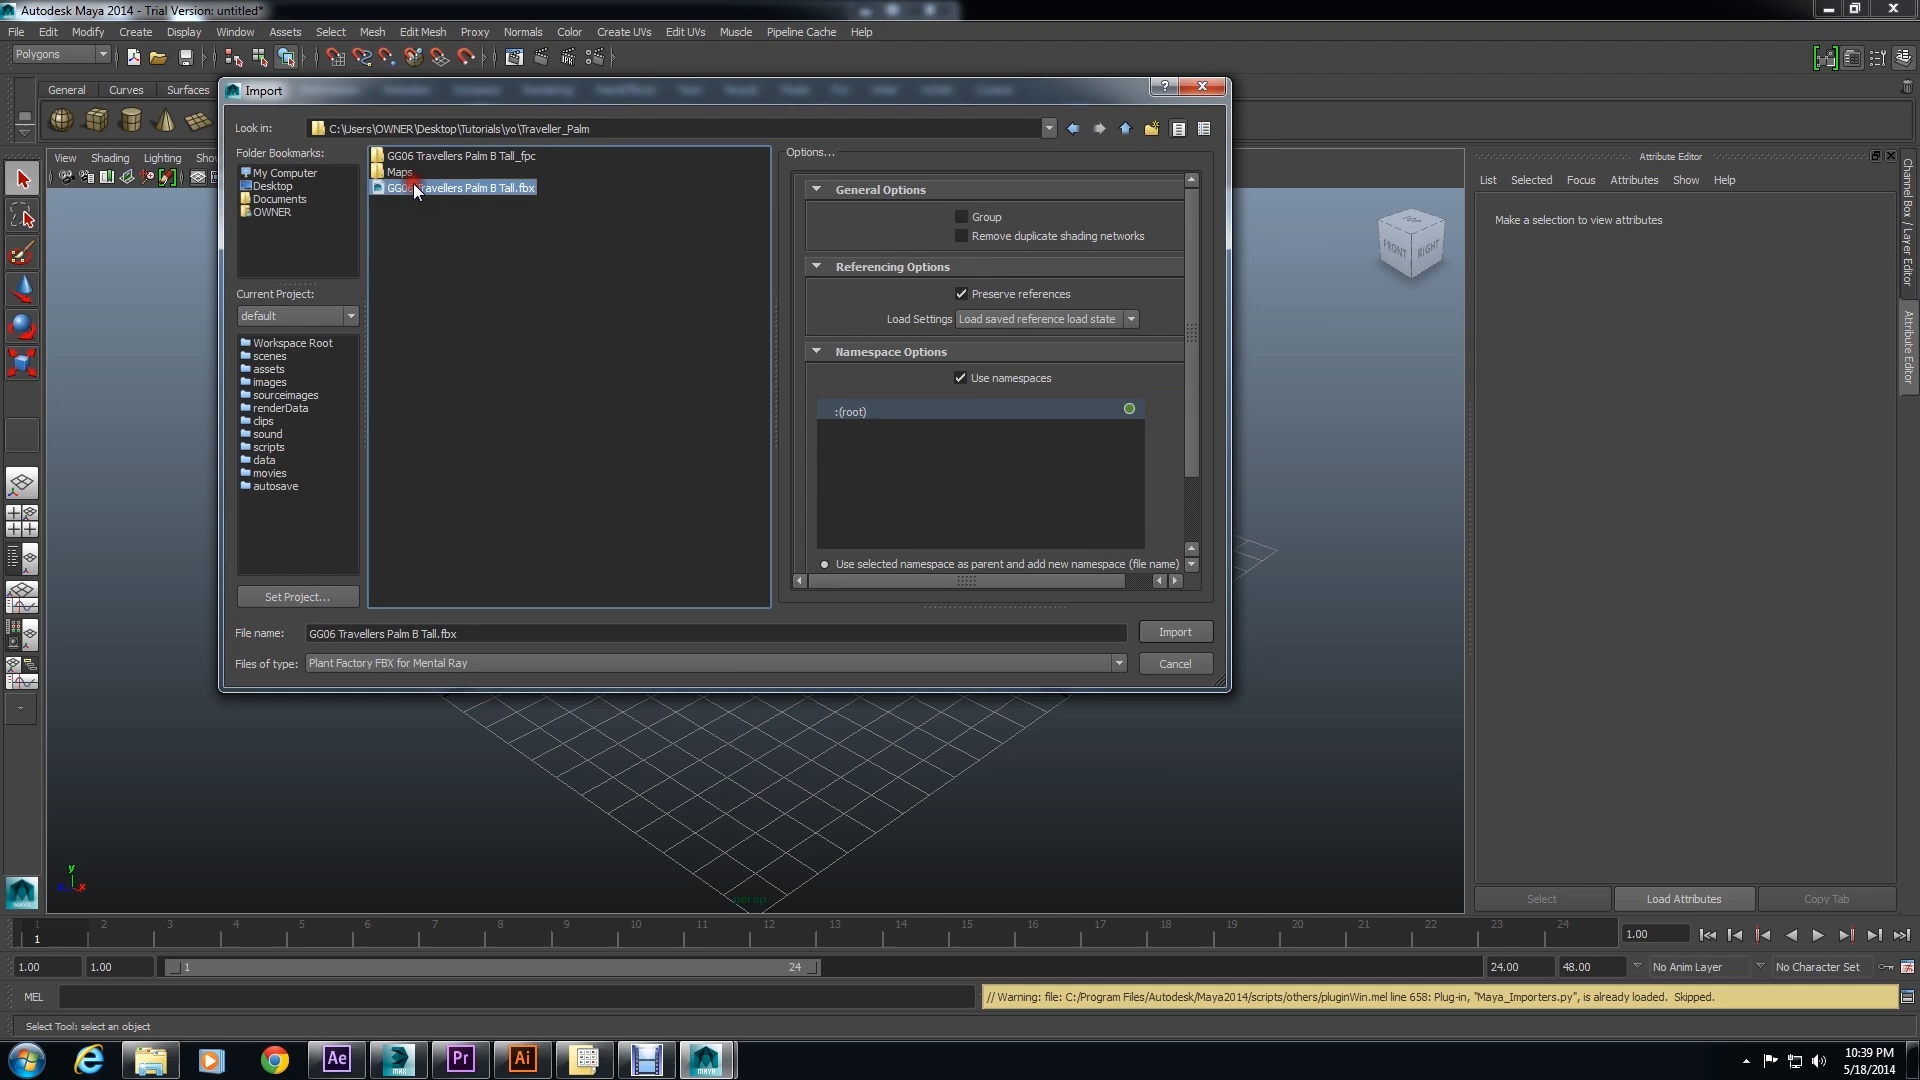 Autodesk Maya 2014 - Trial Version: untitled*
File Edit Modify Create Display Window Assets Select Mesh Edit Mesh Proxy Normals Color Create UVs Edit UVs Muscle Pipeline Cache Help
Polygons
General Curves Surfaces
Import
Look in: C:\Users\OWNER\Desktop\Tutorials\yo\Traveller_Palm
View Shading Lighting
Folder Bookmarks:
My Computer
Desktop
Documents
OWNER
GG06 Travellers Palm B Tall_fpc
Maps
GG06 Travellers Palm B Tall.fbx
Current Project:
default
Workspace Root
scenes
assets
images
sourceimages
renderData
clips
sound
scripts
data
movies
autosave
Set Project...
Options...
General Options
Group
Remove duplicate shading networks
Referencing Options
Preserve references
Load Settings Load saved reference load state
Namespace Options
Use namespaces
:(root)
Use selected namespace as parent and add new namespace (file name)
File name: GG06 Travellers Palm B Tall.fbx Import
Files of type: Plant Factory FBX for Mental Ray Cancel
TOP FRONT RIGHT
Attribute Editor
List Selected Focus Attributes Show Help
Make a selection to view attributes
Channel Box / Layer Editor
Attribute Editor
Select Load Attributes Copy Tab
y
x
persp
1 2 3 4 5 6 7 8 9 10 11 12 13 14 15 16 17 18 19 20 21 22 23 24
1 1.00
1.00 1.00 1 24 24.00 48.00 No Anim Layer No Character Set
MEL // Warning: file: C:/Program Files/Autodesk/Maya2014/scripts/others/pluginWin.mel line 658: Plug-in, "Maya_Importers.py", is already loaded. Skipped.
Select Tool: select an object
Ae MAX Pr Ai MAYA
10:39 PM
5/18/2014